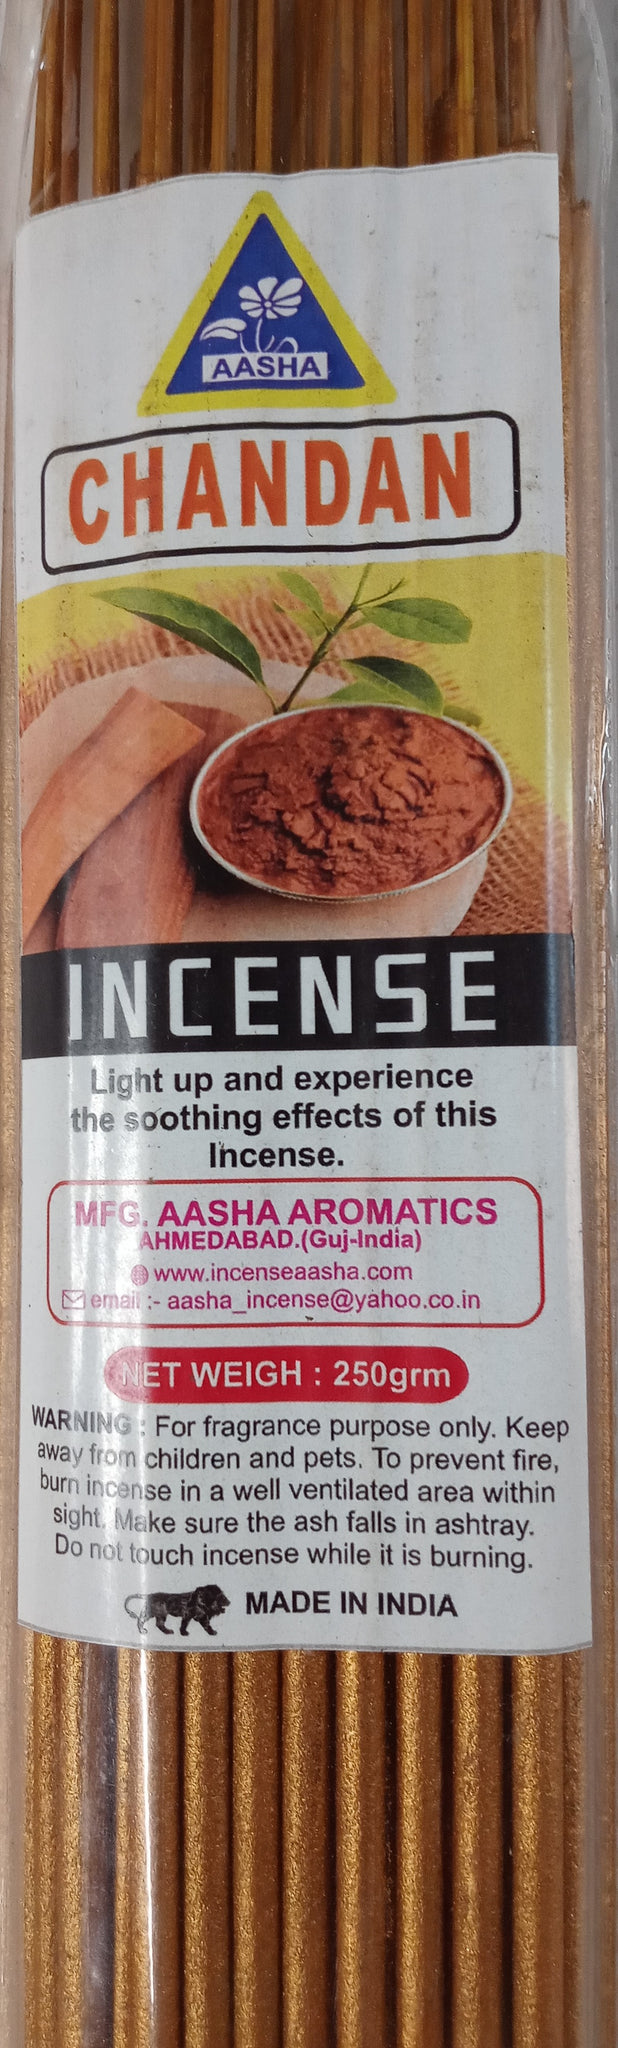 AASHA
CHANDAN
INCENSE
Light up and experience
the soothing effects of this
Incense.
MFG. AASHA AROMATICS
AHMEDABAD.(Guj-India)
www.incenseaasha.com
email :- aasha_incense@yahoo.co.in
NET WEIGH : 250grm
WARNING : For fragrance purpose only. Keep
away from children and pets. To prevent fire,
burn incense in a well ventilated area within
sight. Make sure the ash falls in ashtray.
Do not touch incense while it is burning.
MADE IN INDIA